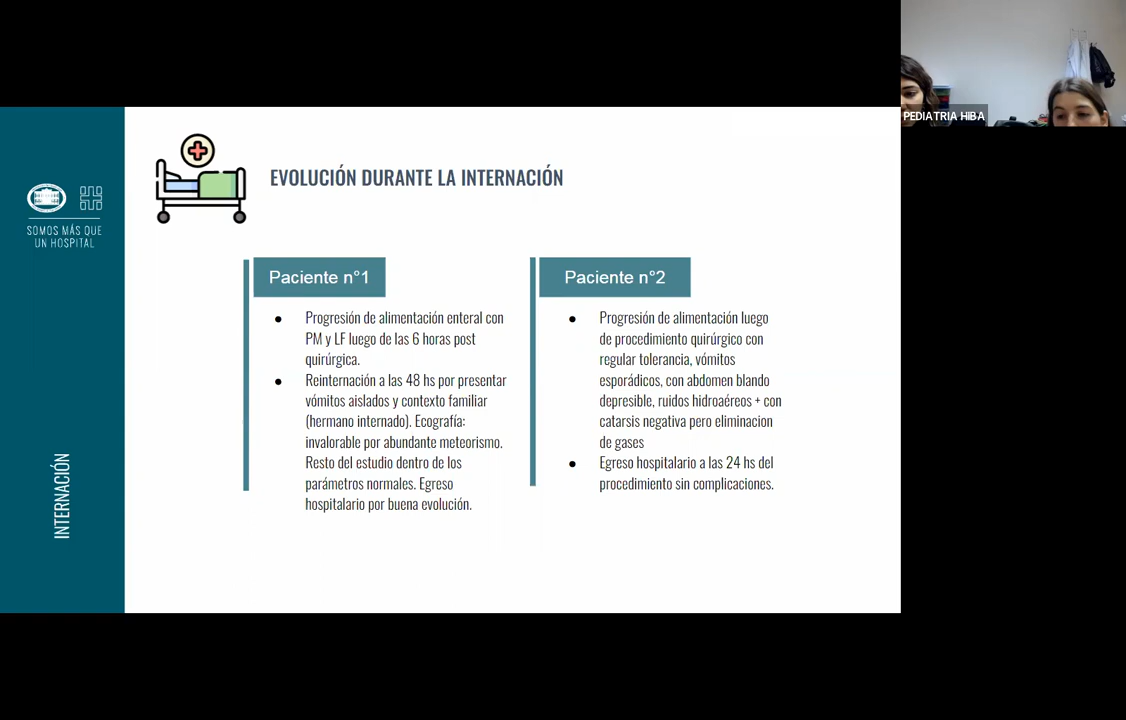 PEDIATRIA HIBA
SOMOS MÁS QUE
UN HOSPITAL
INTERNACIÓN
EVOLUCIÓN DURANTE LA INTERNACIÓN
Paciente n°1
● Progresión de alimentación enteral con
PM y LF luego de las 6 horas post
quirúrgica.
● Reinternación a las 48 hs por presentar
vómitos aislados y contexto familiar
(hermano internado). Ecografía:
invalorable por abundante meteorismo.
Resto del estudio dentro de los
parámetros normales. Egreso
hospitalario por buena evolución.
Paciente n°2
● Progresión de alimentación luego
de procedimiento quirúrgico con
regular tolerancia, vómitos
esporádicos, con abdomen blando
depresible, ruidos hidroaéreos + con
catarsis negativa pero eliminacion
de gases
● Egreso hospitalario a las 24 hs del
procedimiento sin complicaciones.